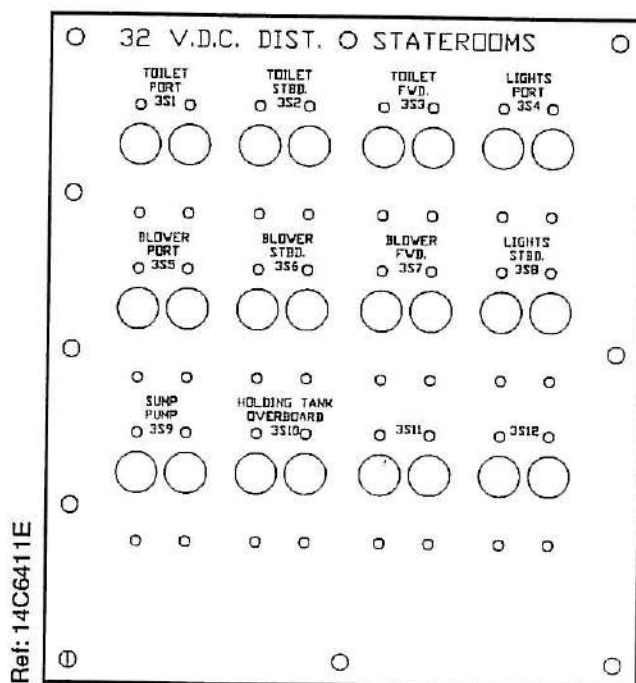 32 V.D.C. DIST. STATEROOMS
TOILET
PORT
3S1
TOILET
STBD.
3S2
TOILET
FWD.
3S3
LIGHTS
PORT
3S4
BLOWER
PORT
3S5
BLOWER
STBD.
3S6
BLOWER
FWD.
3S7
LIGHTS
STBD.
3S8
SUMP
PUMP
3S9
HOLDING TANK
OVERBOARD
3S10
3S11
3S12
Ref: 14C6411E